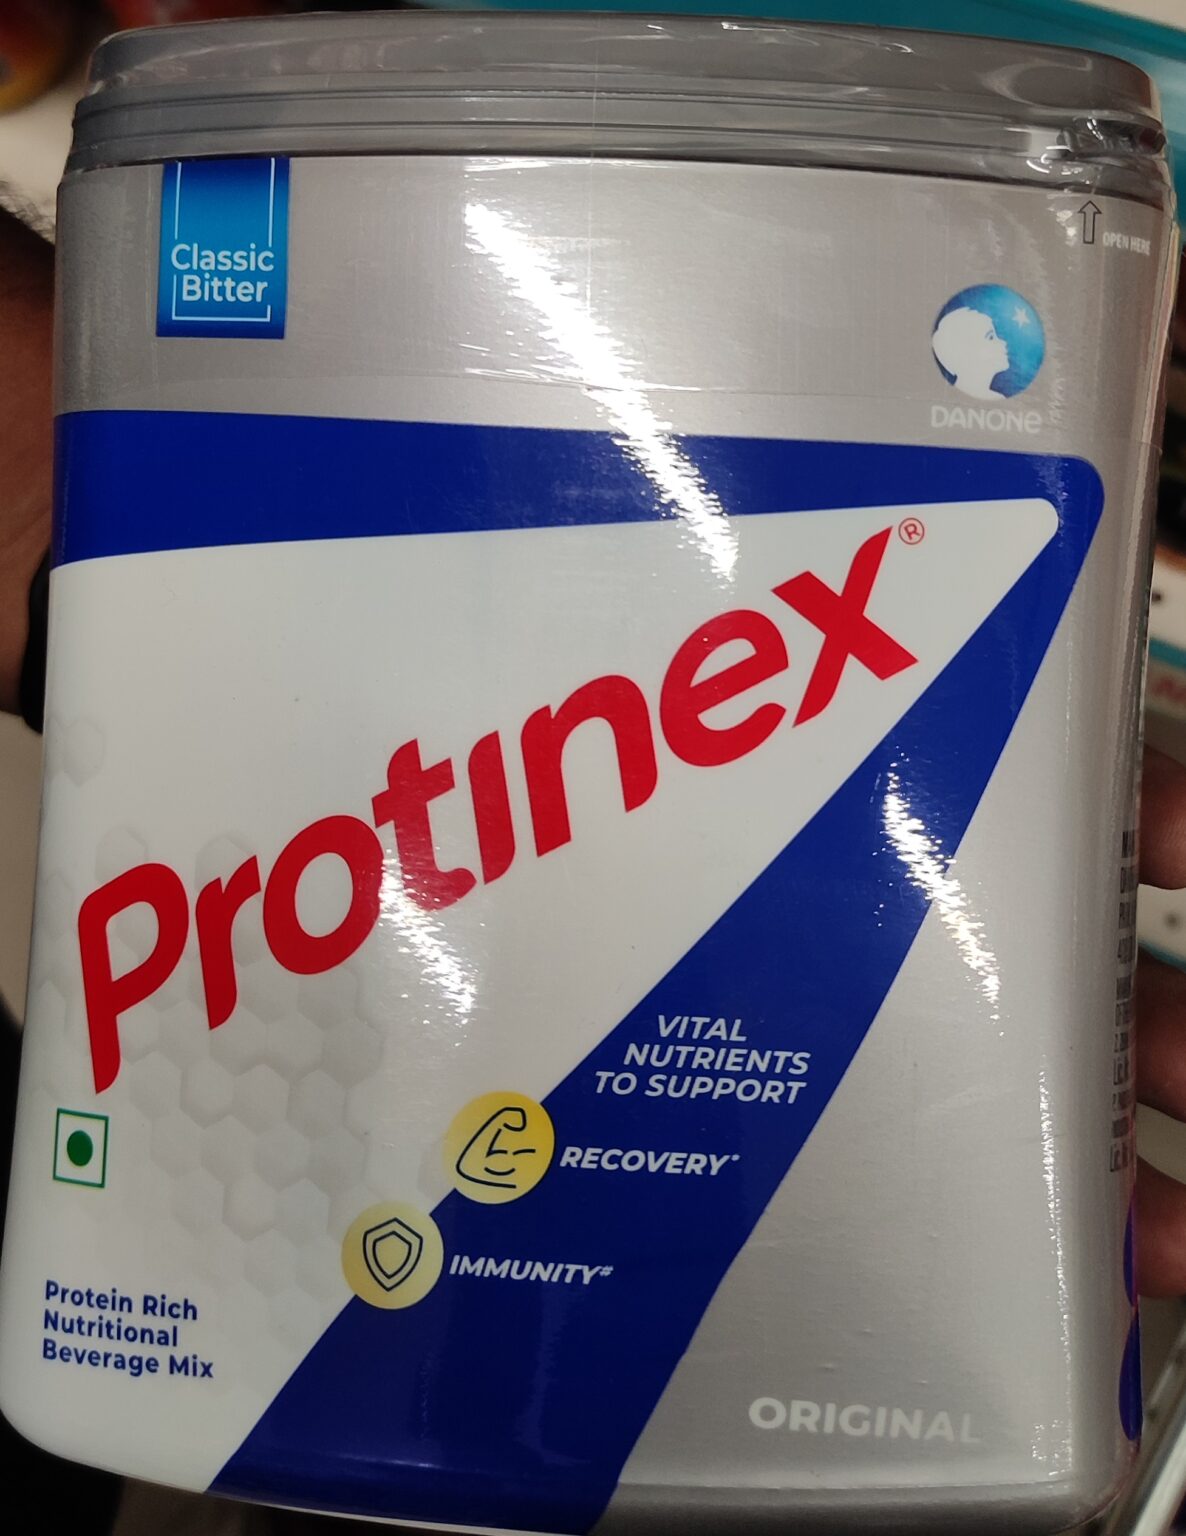 Classic
Bitter
OPEN HERE
DANONE
Protinex®
VITAL
NUTRIENTS
TO SUPPORT
RECOVERY*
IMMUNITY#
Protein Rich
Nutritional
Beverage Mix
ORIGINAL